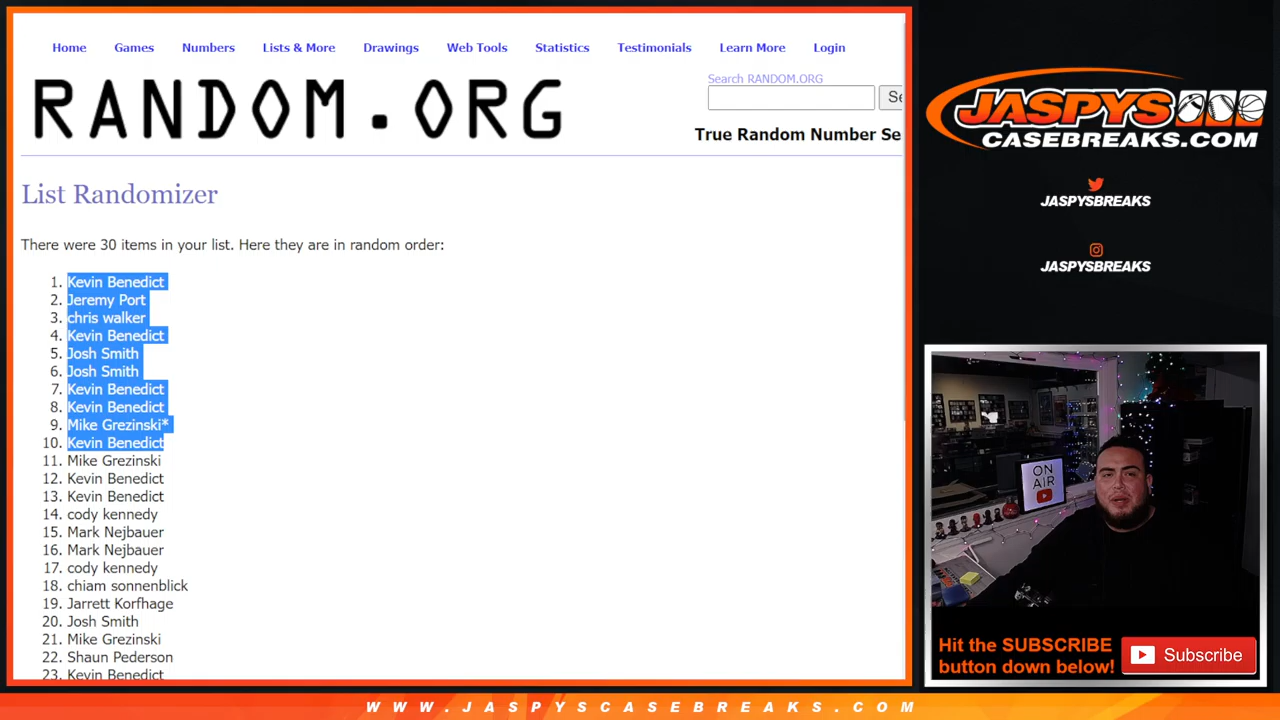 Home Games Numbers Lists & More Drawings Web Tools Statistics Testimonials Learn More Login
Search RANDOM.ORG
RANDOM.ORG
True Random Number Se
List Randomizer
There were 30 items in your list. Here they are in random order:
1. Kevin Benedict
2. Jeremy Port
3. chris walker
4. Kevin Benedict
5. Josh Smith
6. Josh Smith
7. Kevin Benedict
8. Kevin Benedict
9. Mike Grezinski*
10. Kevin Benedict
11. Mike Grezinski
12. Kevin Benedict
13. Kevin Benedict
14. cody kennedy
15. Mark Nejbauer
16. Mark Nejbauer
17. cody kennedy
18. chiam sonnenblick
19. Jarrett Korfhage
20. Josh Smith
21. Mike Grezinski
22. Shaun Pederson
23. Kevin Benedict
JASPYS
CASEBREAKS.COM
JASPYSBREAKS
JASPYSBREAKS
ON
AIR
Hit the SUBSCRIBE
button down below!
Subscribe
WWW.JASPYSCASEBREAKS.COM